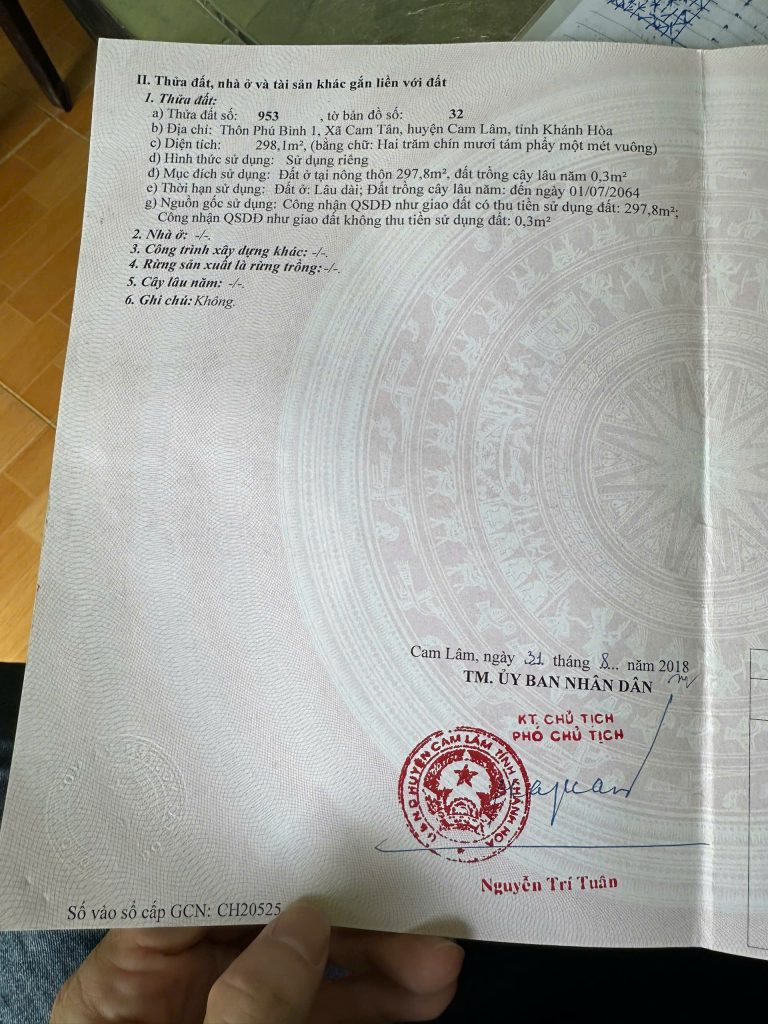 II. Thửa đất, nhà ở và tài sản khác gắn liền với đất
1. Thửa đất:
a) Thửa đất số: 953 , tờ bản đồ số: 32
b) Địa chỉ: Thôn Phú Bình 1, Xã Cam Tân, huyện Cam Lâm, tỉnh Khánh Hòa
c) Diện tích: 298,1m², (bằng chữ: Hai trăm chín mươi tám phẩy một mét vuông)
d) Hình thức sử dụng: Sử dụng riêng
đ) Mục đích sử dụng: Đất ở tại nông thôn 297,8m², đất trồng cây lâu năm 0,3m²
e) Thời hạn sử dụng: Đất ở: Lâu dài; Đất trồng cây lâu năm: đến ngày 01/07/2064
g) Nguồn gốc sử dụng: Công nhận QSDĐ như giao đất có thu tiền sử dụng đất: 297,8m²;
Công nhận QSDĐ như giao đất không thu tiền sử dụng đất: 0,3m²
2. Nhà ở: -/-.
3. Công trình xây dựng khác: -/-.
4. Rừng sản xuất là rừng trồng: -/-.
5. Cây lâu năm: -/-.
6. Ghi chú: Không.
Cam Lâm, ngày 31 tháng 8... năm 2018
TM. ỦY BAN NHÂN DÂN
KT. CHỦ TỊCH
PHÓ CHỦ TỊCH
U.B.N.D HUYỆN CAM LÂM TỈNH KHÁNH HÒA
Nguyễn Trí Tuân
Số vào sổ cấp GCN: CH20525